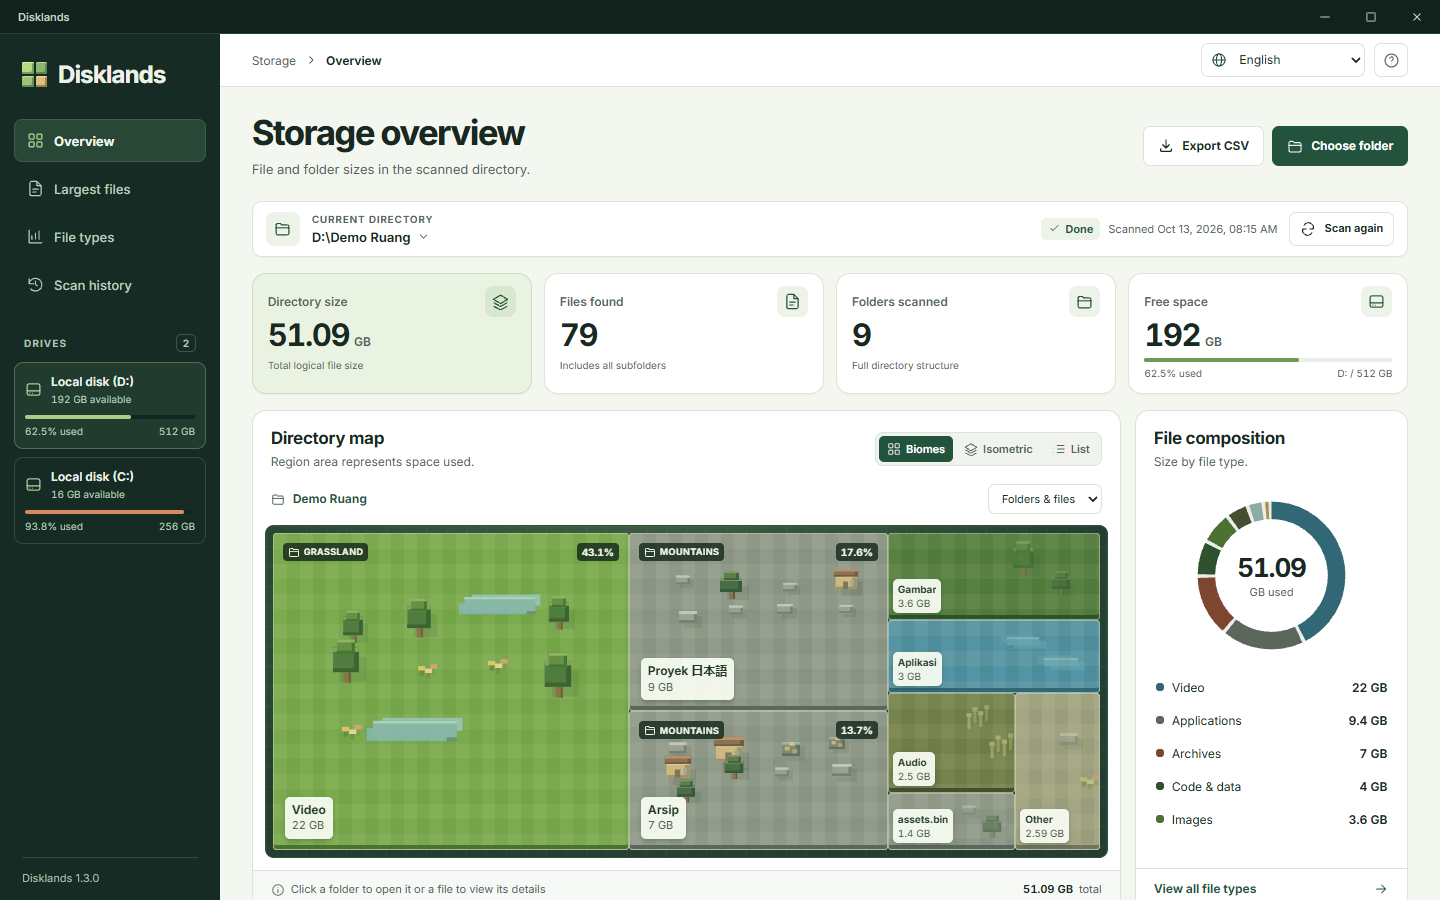 Disklands
Disklands
Overview
Largest files
File types
Scan history
DRIVES
2
Local disk (D:)
192 GB available
62.5% used
512 GB
Local disk (C:)
16 GB available
93.8% used
256 GB
Disklands 1.3.0
Storage
Overview
English
Storage overview
File and folder sizes in the scanned directory.
Export CSV
Choose folder
CURRENT DIRECTORY
D:\Demo Ruang
Done
Scanned Oct 13, 2026, 08:15 AM
Scan again
Directory size
51.09 GB
Total logical file size
Files found
79
Includes all subfolders
Folders scanned
9
Full directory structure
Free space
192 GB
62.5% used
D: / 512 GB
Directory map
Region area represents space used.
Biomes
Isometric
List
Demo Ruang
Folders & files
GRASSLAND
43.1%
Video
22 GB
MOUNTAINS
17.6%
Proyek 日本語
9 GB
MOUNTAINS
13.7%
Arsip
7 GB
Gambar
3.6 GB
Aplikasi
3 GB
Audio
2.5 GB
assets.bin
1.4 GB
Other
2.59 GB
Click a folder to open it or a file to view its details
51.09 GB total
File composition
Size by file type.
51.09
GB used
Video
22 GB
Applications
9.4 GB
Archives
7 GB
Code & data
4 GB
Images
3.6 GB
View all file types